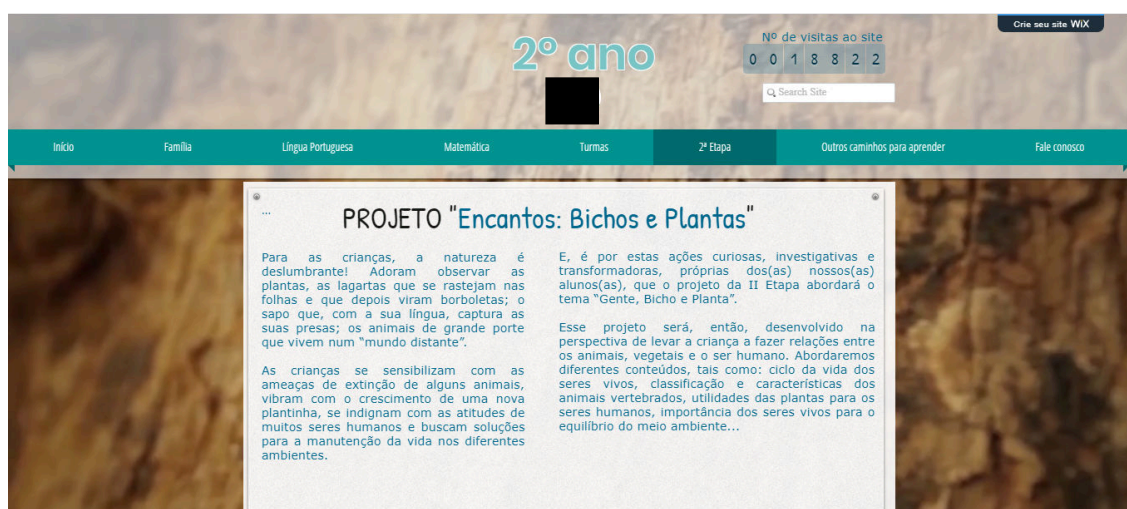 Crie seu site WiX
2º ano
Nº de visitas ao site
0 0 1 8 8 2 2
Search Site
Início
Família
Língua Portuguesa
Matemática
Turmas
2ª Etapa
Outros caminhos para aprender
Fale conosco
...
PROJETO "Encantos: Bichos e Plantas"
Para as crianças, a natureza é
deslumbrante! Adoram observar as
plantas, as lagartas que se rastejam nas
folhas e que depois viram borboletas; o
sapo que, com a sua língua, captura as
suas presas; os animais de grande porte
que vivem num “mundo distante”.
As crianças se sensibilizam com as
ameaças de extinção de alguns animais,
vibram com o crescimento de uma nova
plantinha, se indignam com as atitudes de
muitos seres humanos e buscam soluções
para a manutenção da vida nos diferentes
ambientes.
E, é por estas ações curiosas, investigativas e
transformadoras, próprias dos(as) nossos(as)
alunos(as), que o projeto da II Etapa abordará o
tema “Gente, Bicho e Planta”.
Esse projeto será, então, desenvolvido na
perspectiva de levar a criança a fazer relações entre
os animais, vegetais e o ser humano. Abordaremos
diferentes conteúdos, tais como: ciclo da vida dos
seres vivos, classificação e características dos
animais vertebrados, utilidades das plantas para os
seres humanos, importância dos seres vivos para o
equilíbrio do meio ambiente...